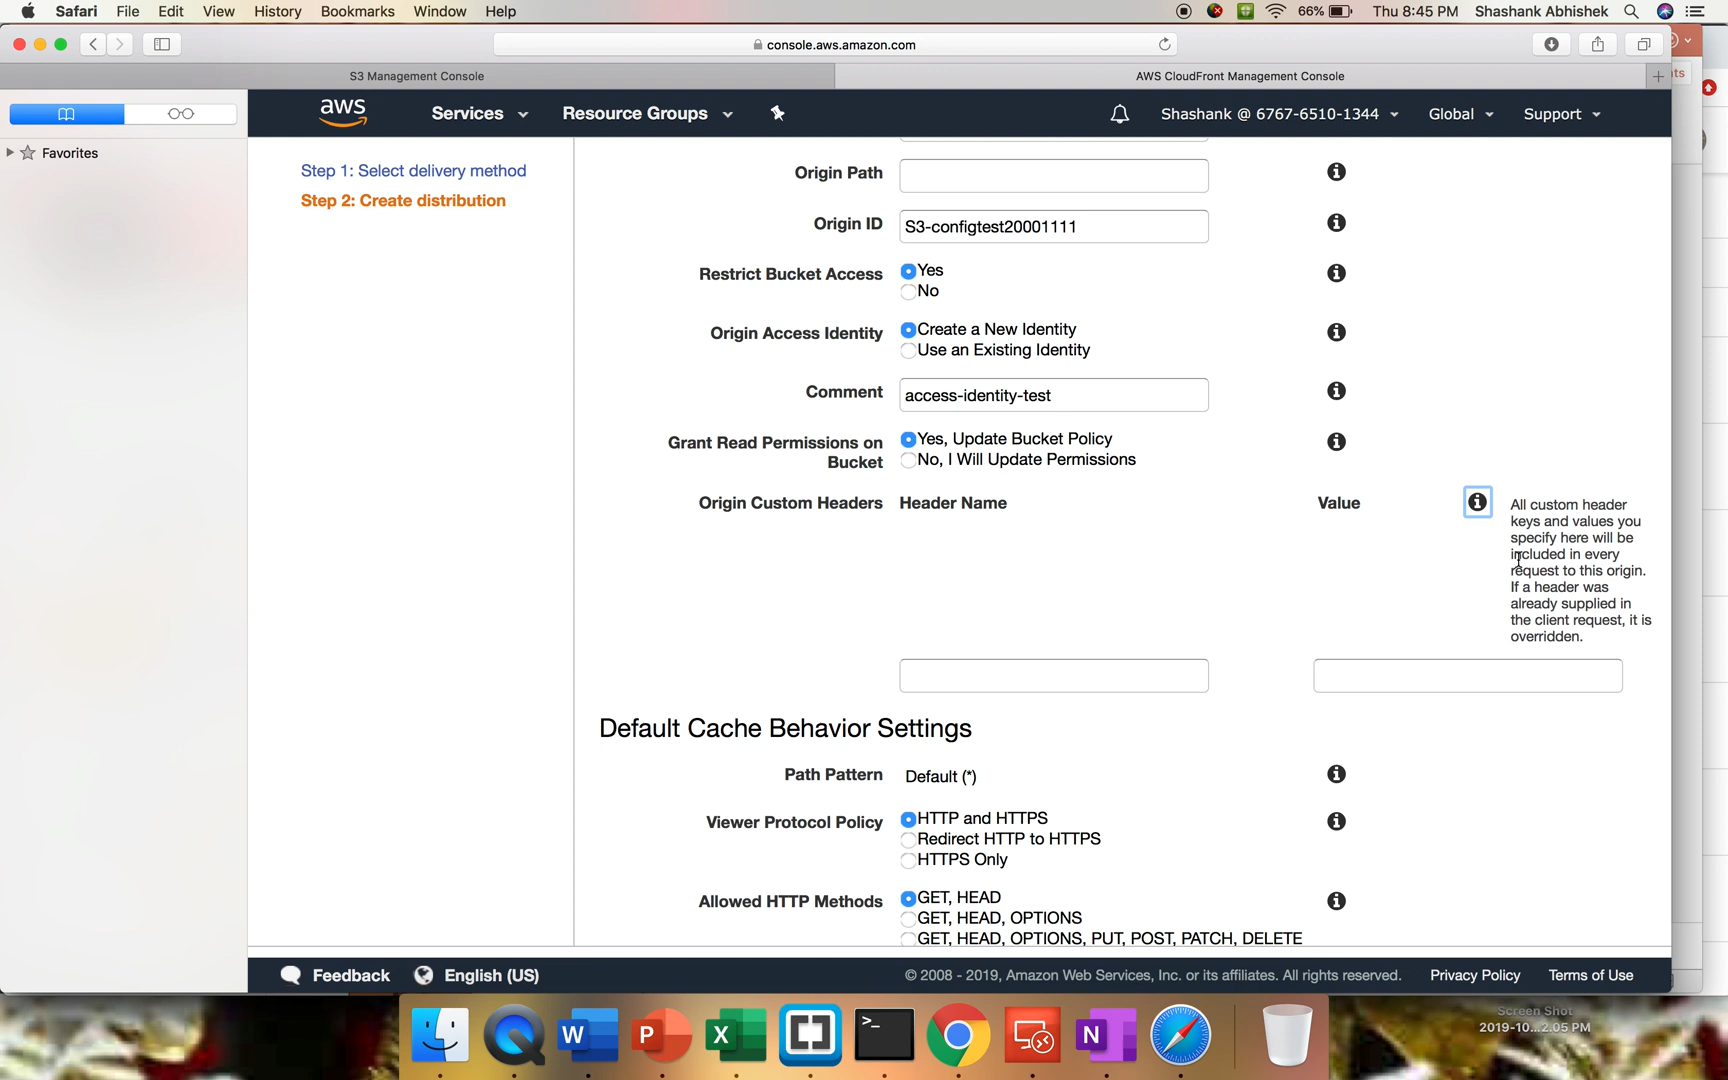 Safari File Edit View History Bookmarks Window Help 66% Thu 8:45 PM Shashank Abhishek
console.aws.amazon.com
S3 Management Console
AWS CloudFront Management Console
Favorites
aws
Services
Resource Groups
Shashank @ 6767-6510-1344
Global
Support
Step 1: Select delivery method
Step 2: Create distribution
Origin Path
Origin ID
S3-configtest20001111
Restrict Bucket Access
Yes
No
Origin Access Identity
Create a New Identity
Use an Existing Identity
Comment
access-identity-test
Grant Read Permissions on
Bucket
Yes, Update Bucket Policy
No, I Will Update Permissions
Origin Custom Headers
Header Name
Value
All custom header
keys and values you
specify here will be
included in every
request to this origin.
If a header was
already supplied in
the client request, it is
overridden.
Default Cache Behavior Settings
Path Pattern
Default (*)
Viewer Protocol Policy
HTTP and HTTPS
Redirect HTTP to HTTPS
HTTPS Only
Allowed HTTP Methods
GET, HEAD
GET, HEAD, OPTIONS
GET, HEAD, OPTIONS, PUT, POST, PATCH, DELETE
Feedback
English (US)
© 2008 - 2019, Amazon Web Services, Inc. or its affiliates. All rights reserved.
Privacy Policy
Terms of Use
W
P
X
>_
N
Screen Shot
2019-10...2.05 PM